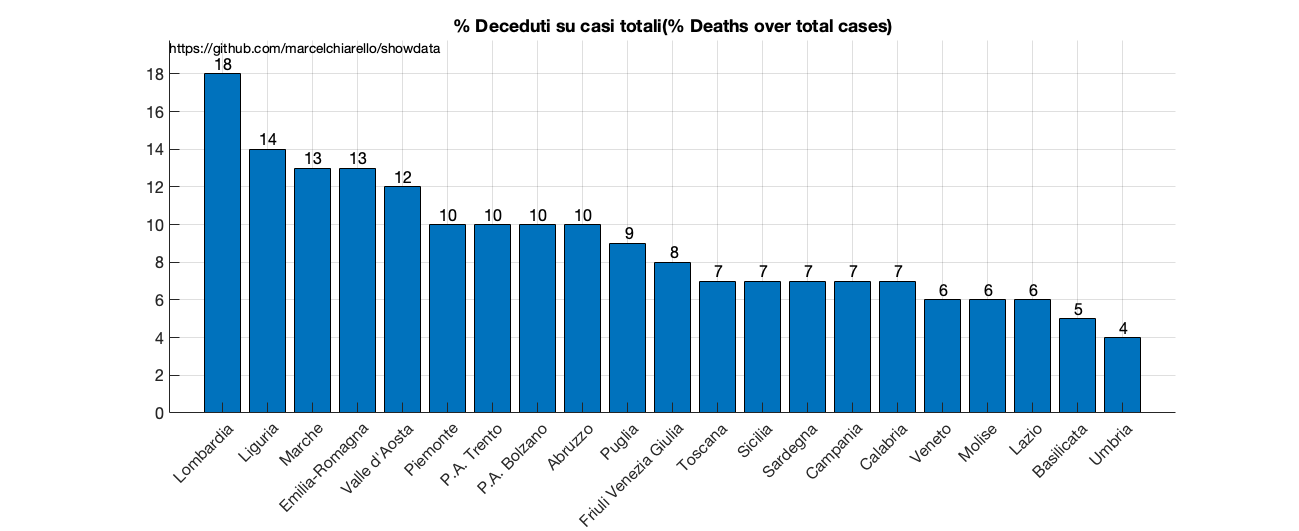 % Deceduti su casi totali(% Deaths over total cases)
https://github.com/marcelchiarello/showdata
18
16
14
12
10
8
6
4
2
0
18
14
13
13
12
10
10
10
10
9
8
7
7
7
7
7
6
6
6
5
4
Lombardia
Liguria
Marche
Emilia-Romagna
Valle d'Aosta
Piemonte
P.A. Trento
P.A. Bolzano
Abruzzo
Puglia
Friuli Venezia Giulia
Toscana
Sicilia
Sardegna
Campania
Calabria
Veneto
Molise
Lazio
Basilicata
Umbria